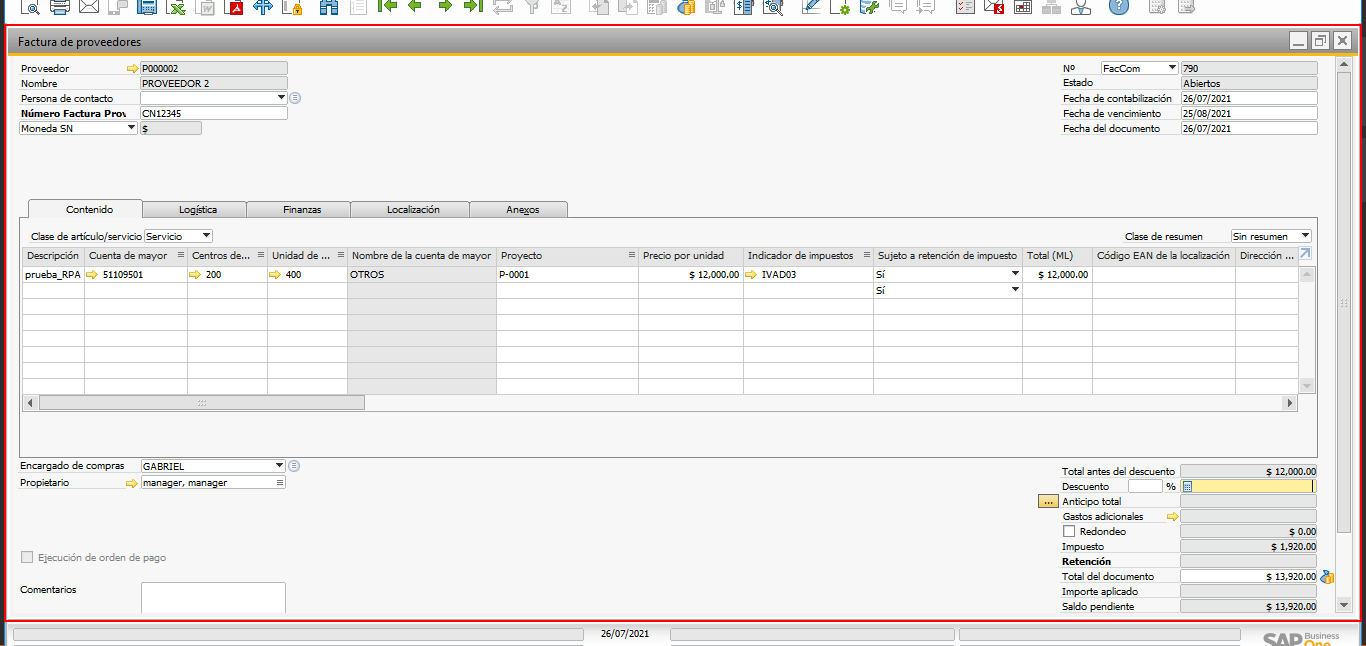 Factura de proveedores
Proveedor P000002
Nombre PROVEEDOR 2
Persona de contacto
Número Factura Prov CN12345
Moneda SN $
Nº FacCom 790
Estado Abiertos
Fecha de contabilización 26/07/2021
Fecha de vencimiento 25/08/2021
Fecha del documento 26/07/2021
Contenido Logística Finanzas Localización Anexos
Clase de artículo/servicio Servicio Clase de resumen Sin resumen
Descripción Cuenta de mayor Centros de... Unidad de ... Nombre de la cuenta de mayor Proyecto Precio por unidad Indicador de impuestos Sujeto a retención de impuesto Total (ML) Código EAN de la localización Dirección ...
prueba_RPA 51109501 200 400 OTROS P-0001 $ 12,000.00 IVAD03 Sí $ 12,000.00
Sí
Encargado de compras GABRIEL
Propietario manager, manager
Ejecución de orden de pago
Comentarios
Total antes del descuento $ 12,000.00
Descuento %
... Anticipo total
Gastos adicionales
Redondeo $ 0.00
Impuesto $ 1,920.00
Retención
Total del documento $ 13,920.00
Importe aplicado
Saldo pendiente $ 13,920.00
26/07/2021
SAP Business One